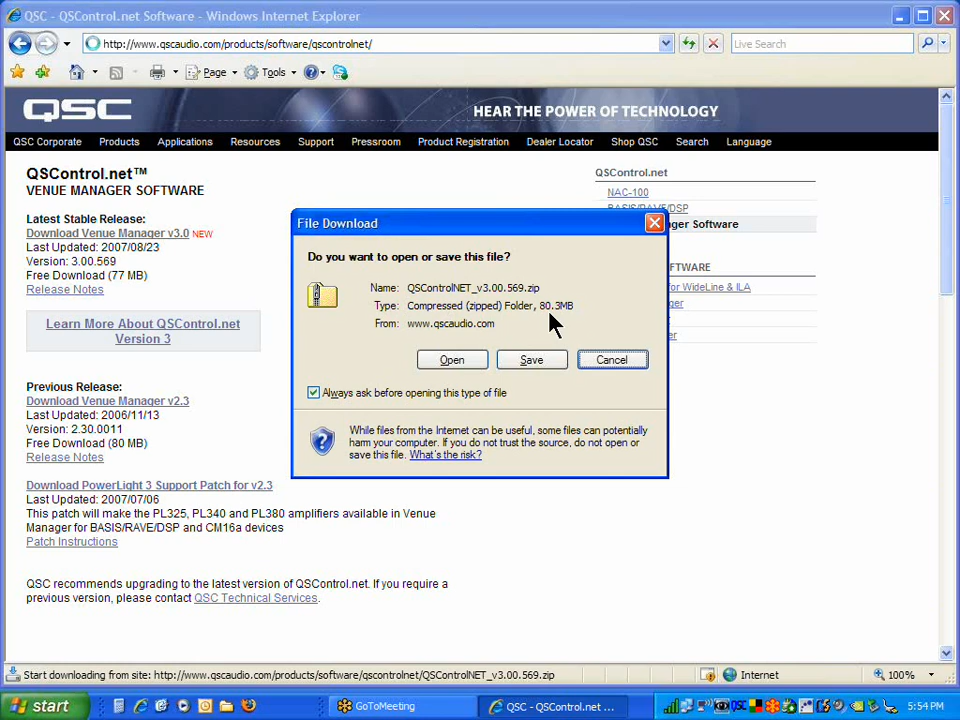 QSC - QSControl.net Software - Windows Internet Explorer
http://www.qscaudio.com/products/software/qscontrolnet/
Live Search
Page
Tools
QSC
HEAR THE POWER OF TECHNOLOGY
QSC Corporate Products Applications Resources Support Pressroom Product Registration Dealer Locator Shop QSC Search Language
QSControl.net™
VENUE MANAGER SOFTWARE
Latest Stable Release:
Download Venue Manager v3.0 NEW
Last Updated: 2007/08/23
Version: 3.00.569
Free Download (77 MB)
Release Notes
Learn More About QSControl.net
Version 3
Previous Release:
Download Venue Manager v2.3
Last Updated: 2006/11/13
Version: 2.30.0011
Free Download (80 MB)
Release Notes
Download PowerLight 3 Support Patch for v2.3
Last Updated: 2007/07/06
This patch will make the PL325, PL340 and PL380 amplifiers available in Venue
Manager for BASIS/RAVE/DSP and CM16a devices
Patch Instructions
QSC recommends upgrading to the latest version of QSControl.net. If you require a
previous version, please contact QSC Technical Services.
QSControl.net
NAC-100
BASIS/RAVE/DSP
ager Software
OFTWARE
for WideLine & ILA
ger
er
File Download
Do you want to open or save this file?
Name: QSControlNET_v3.00.569.zip
Type: Compressed (zipped) Folder, 80.3MB
From: www.qscaudio.com
Open Save Cancel
Always ask before opening this type of file
While files from the Internet can be useful, some files can potentially
harm your computer. If you do not trust the source, do not open or
save this file. What's the risk?
Start downloading from site: http://www.qscaudio.com/products/software/qscontrolnet/QSControlNET_v3.00.569.zip
Internet
100%
start
GoToMeeting
QSC - QSControl.net ...
QSC
5:54 PM